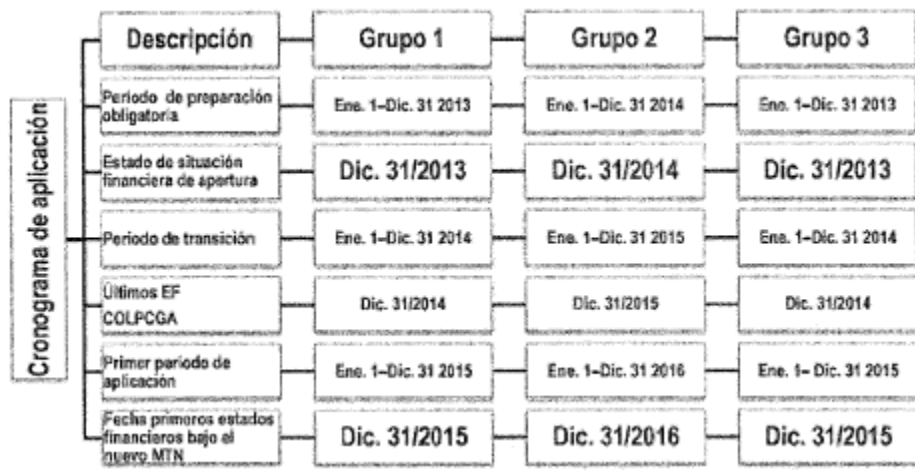 Cronograma de aplicación
Descripción Grupo 1 Grupo 2 Grupo 3
Periodo de preparación
obligatoria
Ene. 1–Dic. 31 2013 Ene. 1–Dic. 31 2014 Ene. 1–Dic. 31 2013
Estado de situación
financiera de apertura
Dic. 31/2013 Dic. 31/2014 Dic. 31/2013
Periodo de transición Ene. 1–Dic. 31 2014 Ene. 1–Dic. 31 2015 Ene. 1–Dic. 31 2014
Últimos EF
COLPCGA
Dic. 31/2014 Dic. 31/2015 Dic. 31/2014
Primer periodo de
aplicación
Ene. 1–Dic. 31 2015 Ene. 1–Dic. 31 2016 Ene. 1– Dic. 31 2015
Fecha primeros estados
financieros bajo el
nuevo MTN
Dic. 31/2015 Dic. 31/2016 Dic. 31/2015